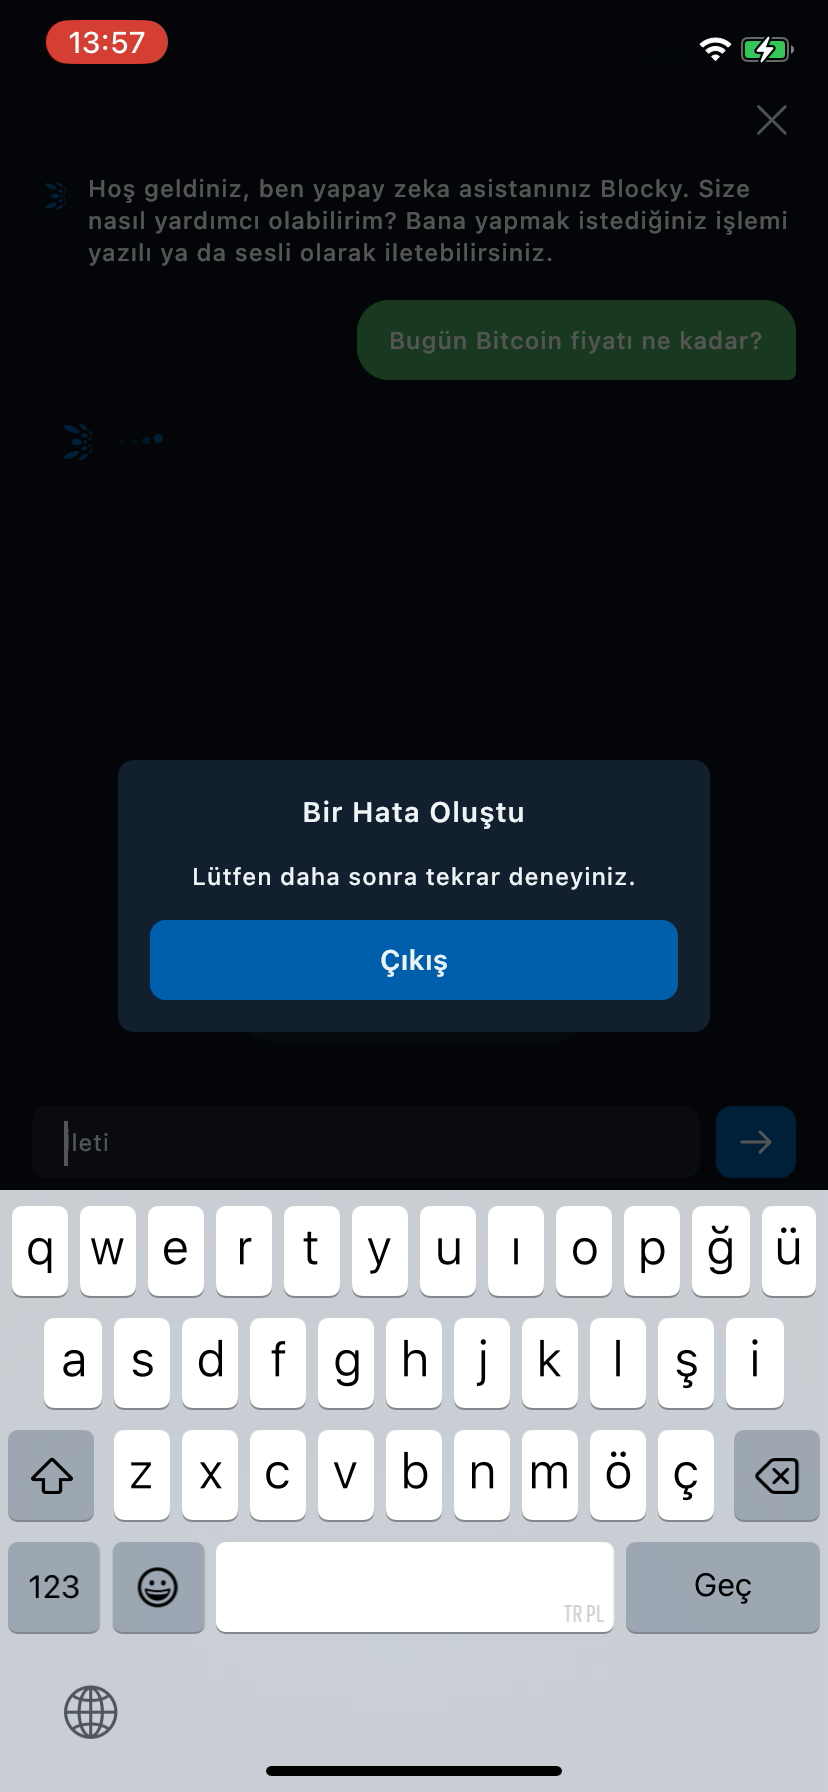 13:57
Hoş geldiniz, ben yapay zeka asistanınız Blocky. Size
nasıl yardımcı olabilirim? Bana yapmak istediğiniz işlemi
yazılı ya da sesli olarak iletebilirsiniz.
Bugün Bitcoin fiyatı ne kadar?
Bir Hata Oluştu
Lütfen daha sonra tekrar deneyiniz.
Çıkış
İleti
q w e r t y u ı o p ğ ü
a s d f g h j k l ş i
z x c v b n m ö ç
123 TR PL Geç